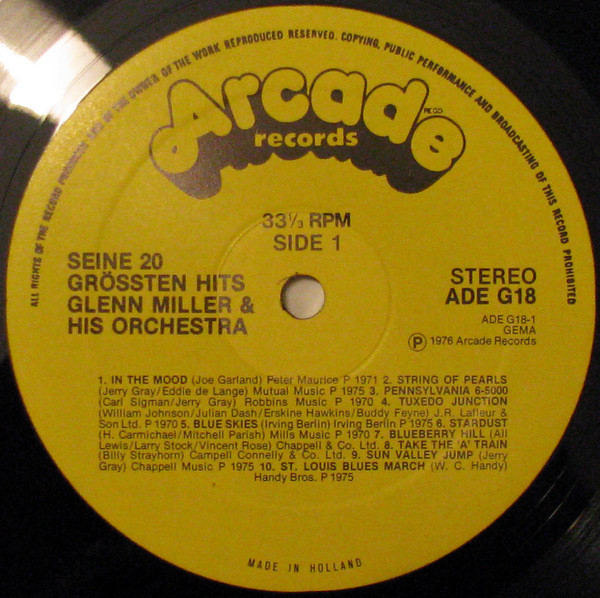 ALL RIGHTS OF THE RECORD PRODUCER AND OF THE OWNER OF THE WORK REPRODUCED RESERVED. COPYING, PUBLIC PERFORMANCE AND BROADCASTING OF THIS RECORD PROHIBITED
Arcade
REGD.
records
33⅓ RPM
SIDE 1
SEINE 20
GRÖSSTEN HITS
GLENN MILLER &
HIS ORCHESTRA
STEREO
ADE G18
ADE G18-1
GEMA
Ⓟ 1976 Arcade Records
1. IN THE MOOD (Joe Garland) Peter Maurice P 1971 2. STRING OF PEARLS
(Jerry Gray/Eddie de Lange) Mutual Music P 1975 3. PENNSYLVANIA 6-5000
(Carl Sigman/Jerry Gray) Robbins Music P 1970 4. TUXEDO JUNCTION
(William Johnson/Julian Dash/Erskine Hawkins/Buddy Feyne) J.R. Lafleur &
Son Ltd. P 1970 5. BLUE SKIES (Irving Berlin) Irving Berlin P 1975 6. STARDUST
(H. Carmichael/Mitchell Parish) Mills Music P 1970 7. BLUEBERRY HILL (All
Lewis/Larry Stock/Vincent Rose) Chappell & Co. Ltd. 8. TAKE THE 'A' TRAIN
(Billy Strayhorn) Campell Connelly & Co. Ltd. 9. SUN VALLEY JUMP (Jerry
Gray) Chappell Music P 1975 10. ST. LOUIS BLUES MARCH (W. C. Handy)
Handy Bros. P 1975
MADE IN HOLLAND